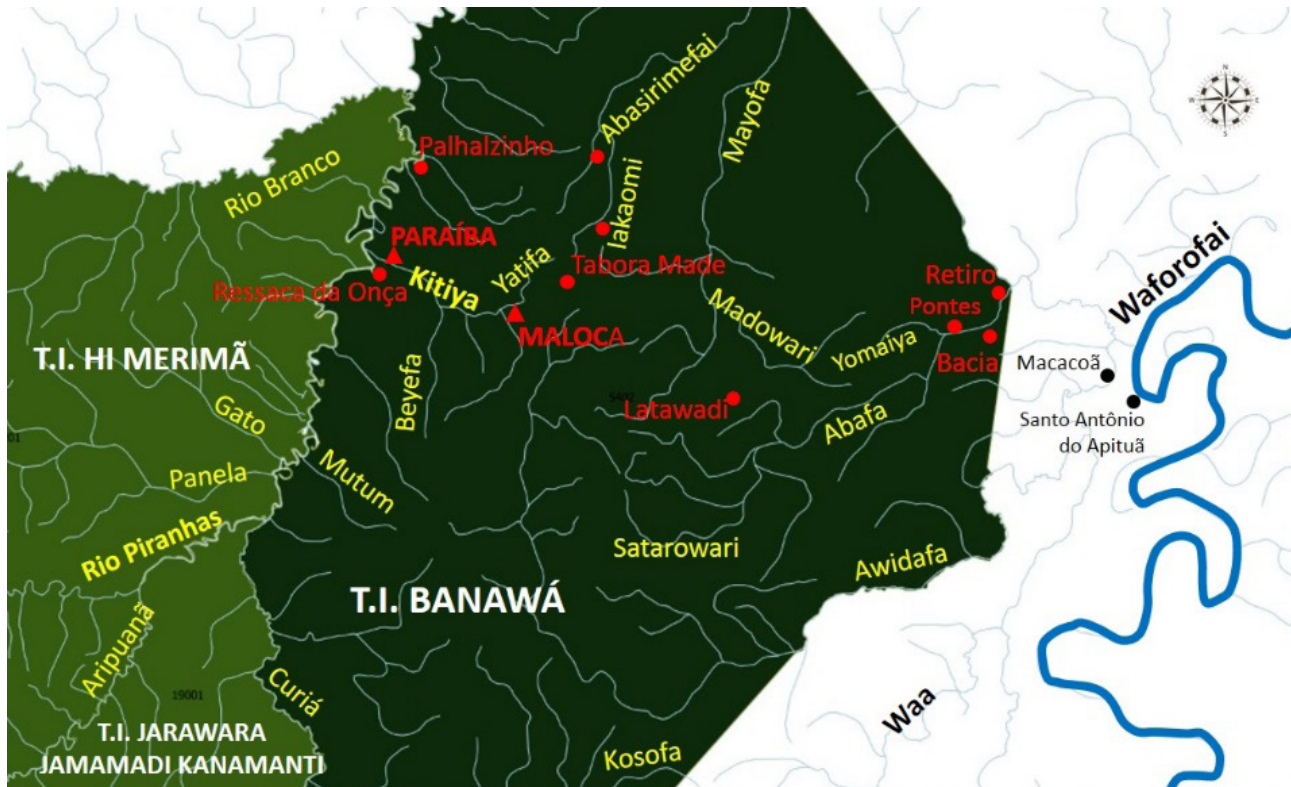 Abasirimefai
Mayofa
N
W
E
S
Palhalzinho
Rio Branco
Iakaomi
PARAÍBA
Yatifa
Tabora Made
Kitiya
Ressaca da Onça
Waforofai
Retiro
Pontes
MALOCA
Madowari
Yomaiya
Bacia
T.I. HI MERIMÃ
Macacoã
Beyefa
5402
Latawadi
Santo Antônio
do Apituã
Gato
Abafa
01
Panela
Mutum
Rio Piranhas
Satarowari
Awidafa
T.I. BANAWÁ
Aripuanã
Curiá
19001
Waa
T.I. JARAWARA
JAMAMADI KANAMANTI
Kosofa